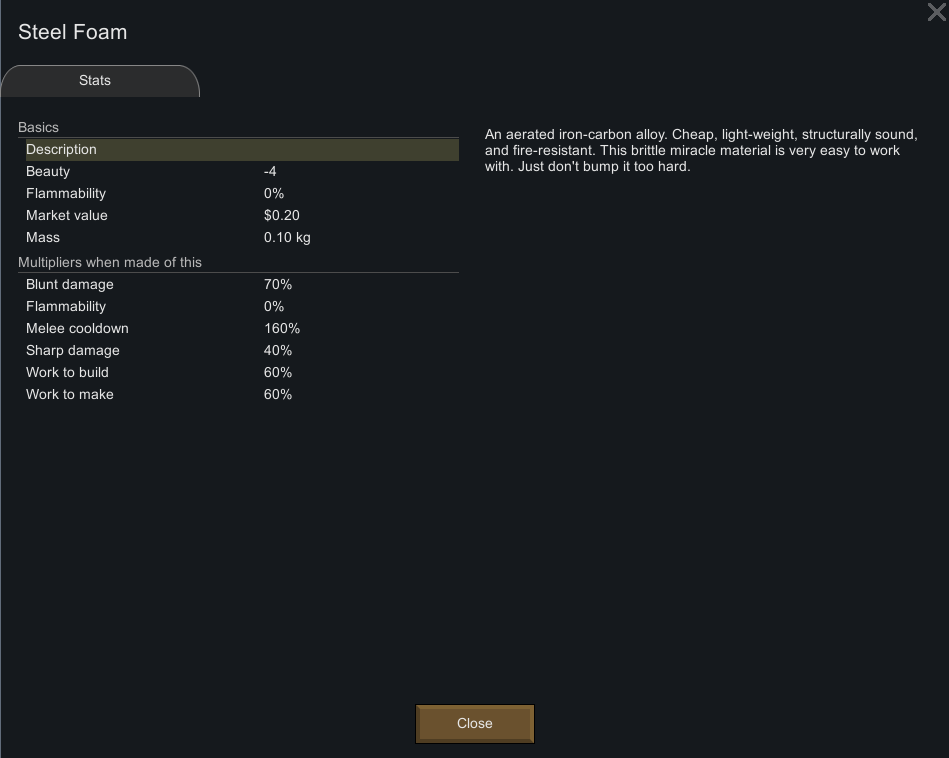 Steel Foam
Stats
Basics
Description
Beauty -4
Flammability 0%
Market value $0.20
Mass 0.10 kg
Multipliers when made of this
Blunt damage 70%
Flammability 0%
Melee cooldown 160%
Sharp damage 40%
Work to build 60%
Work to make 60%
An aerated iron-carbon alloy. Cheap, light-weight, structurally sound,
and fire-resistant. This brittle miracle material is very easy to work
with. Just don't bump it too hard.
Close